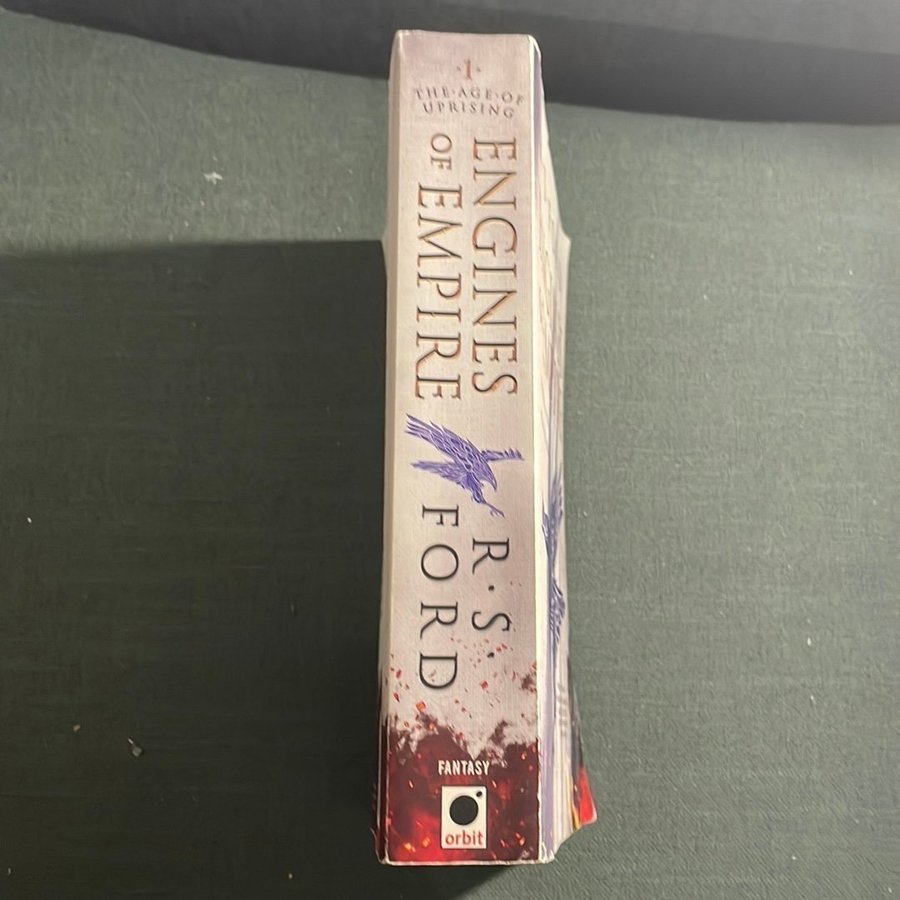 ·1·
THE·AGE·OF
UPRISING
ENGINES
OF EMPIRE
R·S·
FORD
FANTASY
orbit